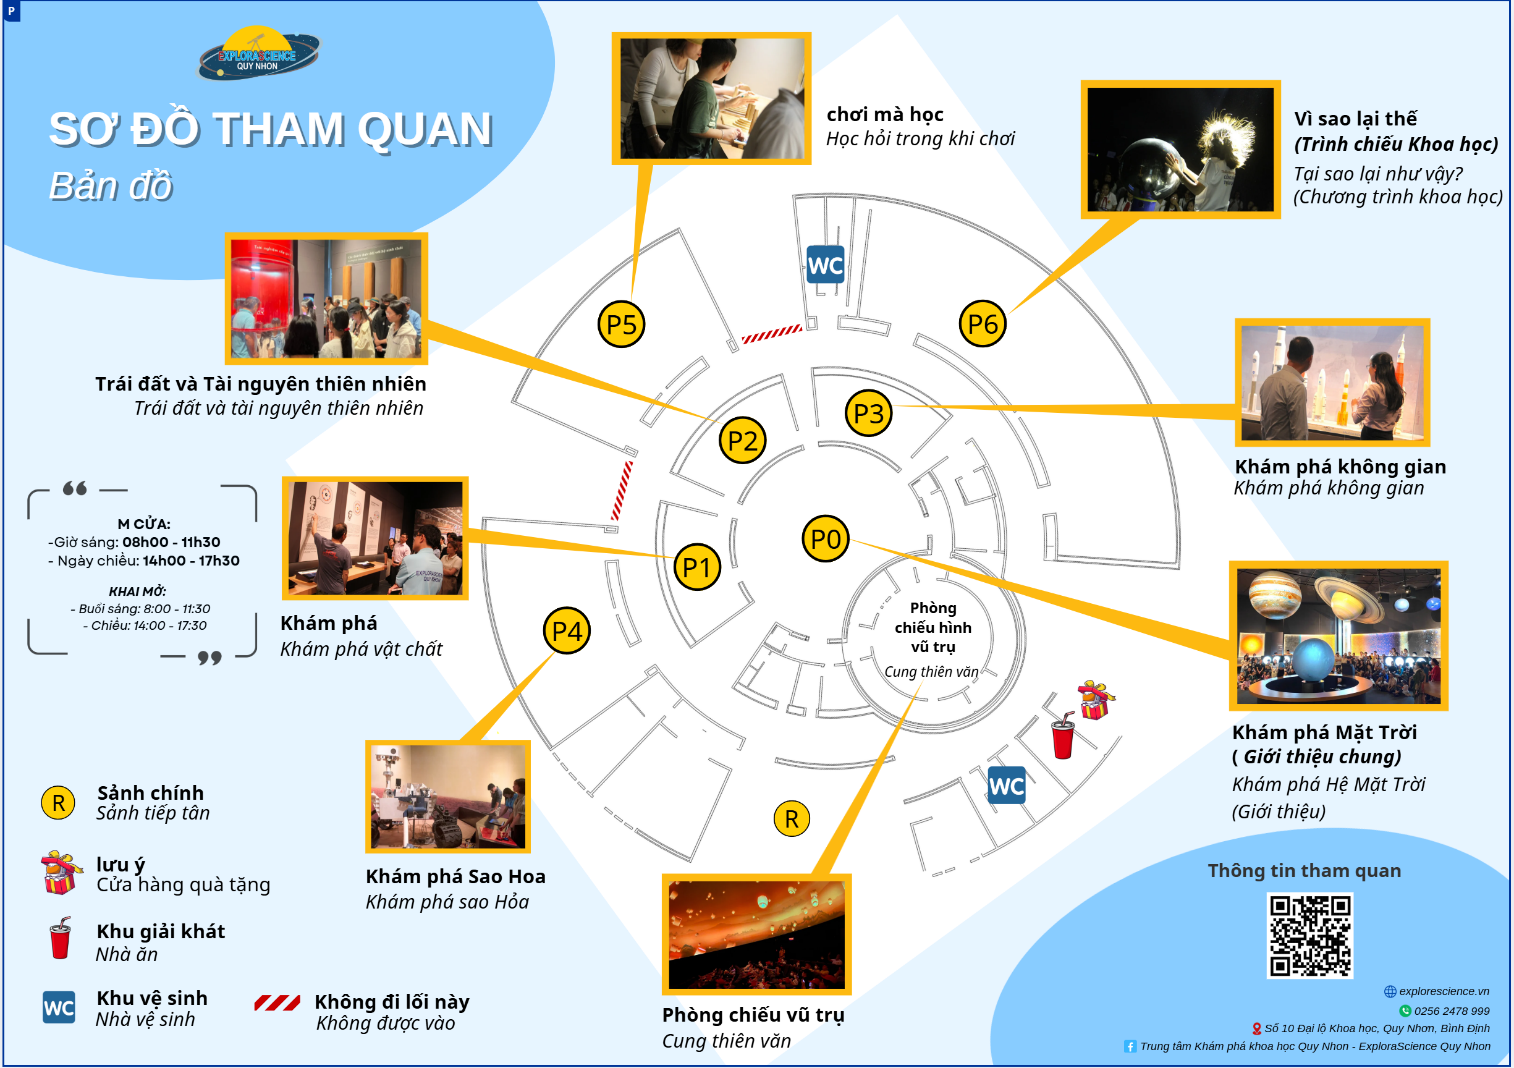 P
EXPLORASCIENCE
QUY NHON
SƠ ĐỒ THAM QUAN
Bản đồ
chơi mà học
Học hỏi trong khi chơi
Vì sao lại thế
(Trình chiếu Khoa học)
Tại sao lại như vậy?
(Chương trình khoa học)
WC
P5
P6
Trái đất và Tài nguyên thiên nhiên
Trái đất và tài nguyên thiên nhiên
P2
P3
Khám phá không gian
Khám phá không gian
M CỬA:
-Giờ sáng: 08h00 - 11h30
- Ngày chiều: 14h00 - 17h30
KHAI MỞ:
- Buổi sáng: 8:00 - 11:30
- Chiều: 14:00 - 17:30
P0
P1
Khám phá
Khám phá vật chất
P4
Phòng
chiếu hình
vũ trụ
Cung thiên văn
Khám phá Mặt Trời
( Giới thiệu chung)
Khám phá Hệ Mặt Trời
(Giới thiệu)
WC
R
Khám phá Sao Hoa
Khám phá sao Hỏa
Phòng chiếu vũ trụ
Cung thiên văn
R
Sảnh chính
Sảnh tiếp tân
lưu ý
Cửa hàng quà tặng
Khu giải khát
Nhà ăn
WC
Khu vệ sinh
Nhà vệ sinh
Không đi lối này
Không được vào
Thông tin tham quan
explorescience.vn
0256 2478 999
Số 10 Đại lộ Khoa học, Quy Nhơn, Bình Định
Trung tâm Khám phá khoa học Quy Nhon - ExploraScience Quy Nhon